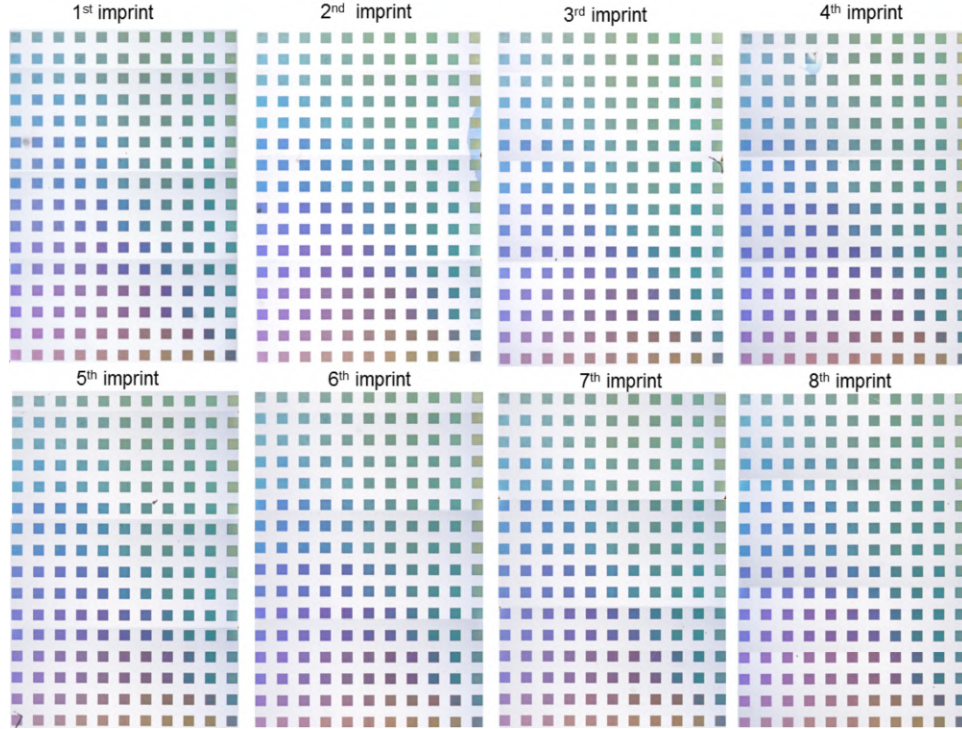 1st imprint
2nd imprint
3rd imprint
4th imprint
5th imprint
6th imprint
7th imprint
8th imprint